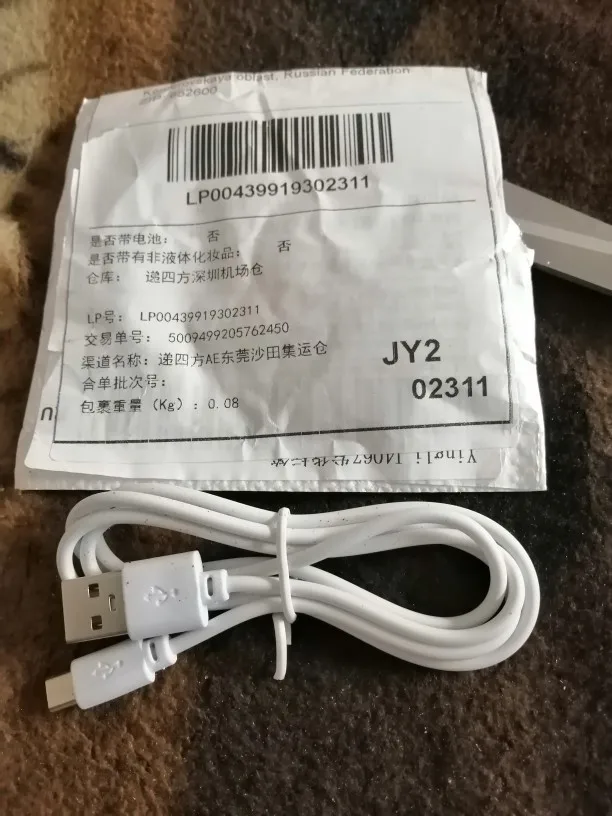 oblast, Russian Federation
652600
LP00439919302311
是否带电池: 否
是否带有非液体化妆品: 否
仓库: 递四方深圳机场仓
LP号: LP00439919302311
交易单号: 5009499205762450
渠道名称: 递四方AE东莞沙田集运仓
JY2
合单批次号:
02311
包裹重量 (Kg) : 0.08
Yingli J4067